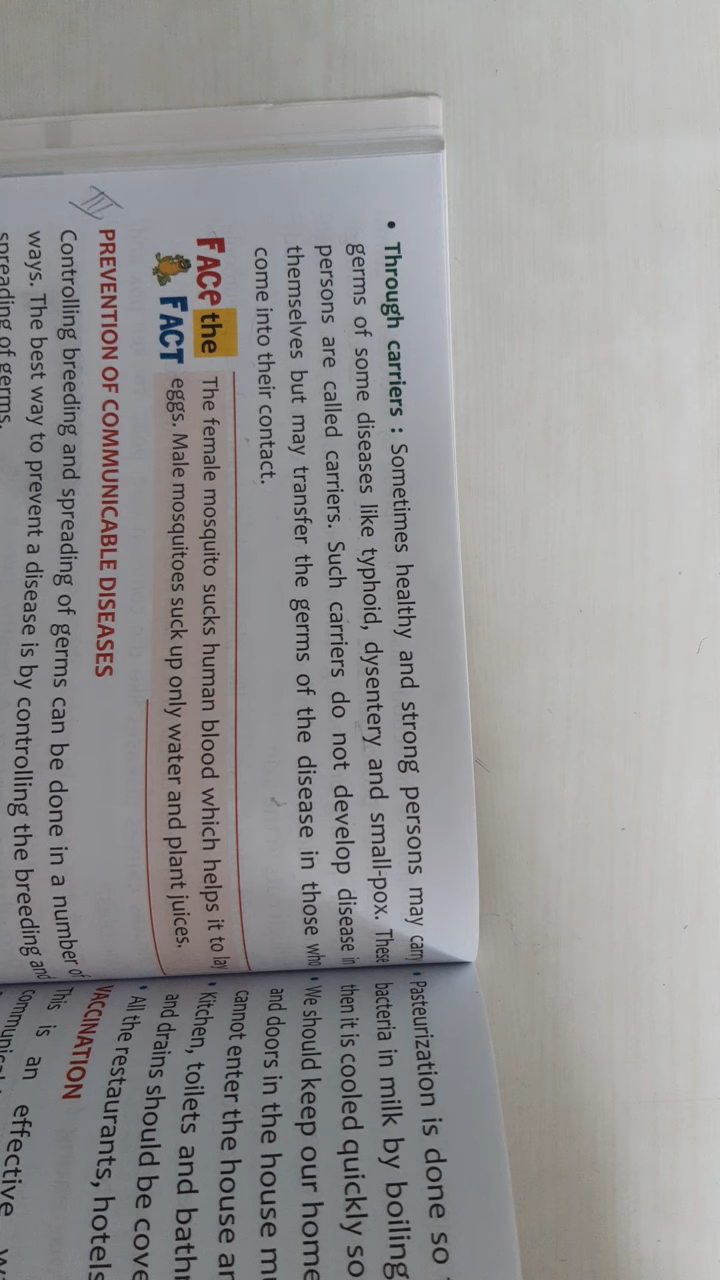 • Through carriers : Sometimes healthy and strong persons may carry
germs of some diseases like typhoid, dysentery and small-pox. These
persons are called carriers. Such carriers do not develop disease in
themselves but may transfer the germs of the disease in those who
come into their contact.
FACe the
FACT
The female mosquito sucks human blood which helps it to lay
eggs. Male mosquitoes suck up only water and plant juices.
PREVENTION OF COMMUNICABLE DISEASES
Controlling breeding and spreading of germs can be done in a number of
ways. The best way to prevent a disease is by controlling the breeding and
spreading of germs.
• Pasteurization is done so
bacteria in milk by boiling
then it is cooled quickly so
• We should keep our home
and doors in the house
cannot enter the house
• Kitchen, toilets and
and drains should be
• All the restaurants, hotels
VACCINATION
This is an effective